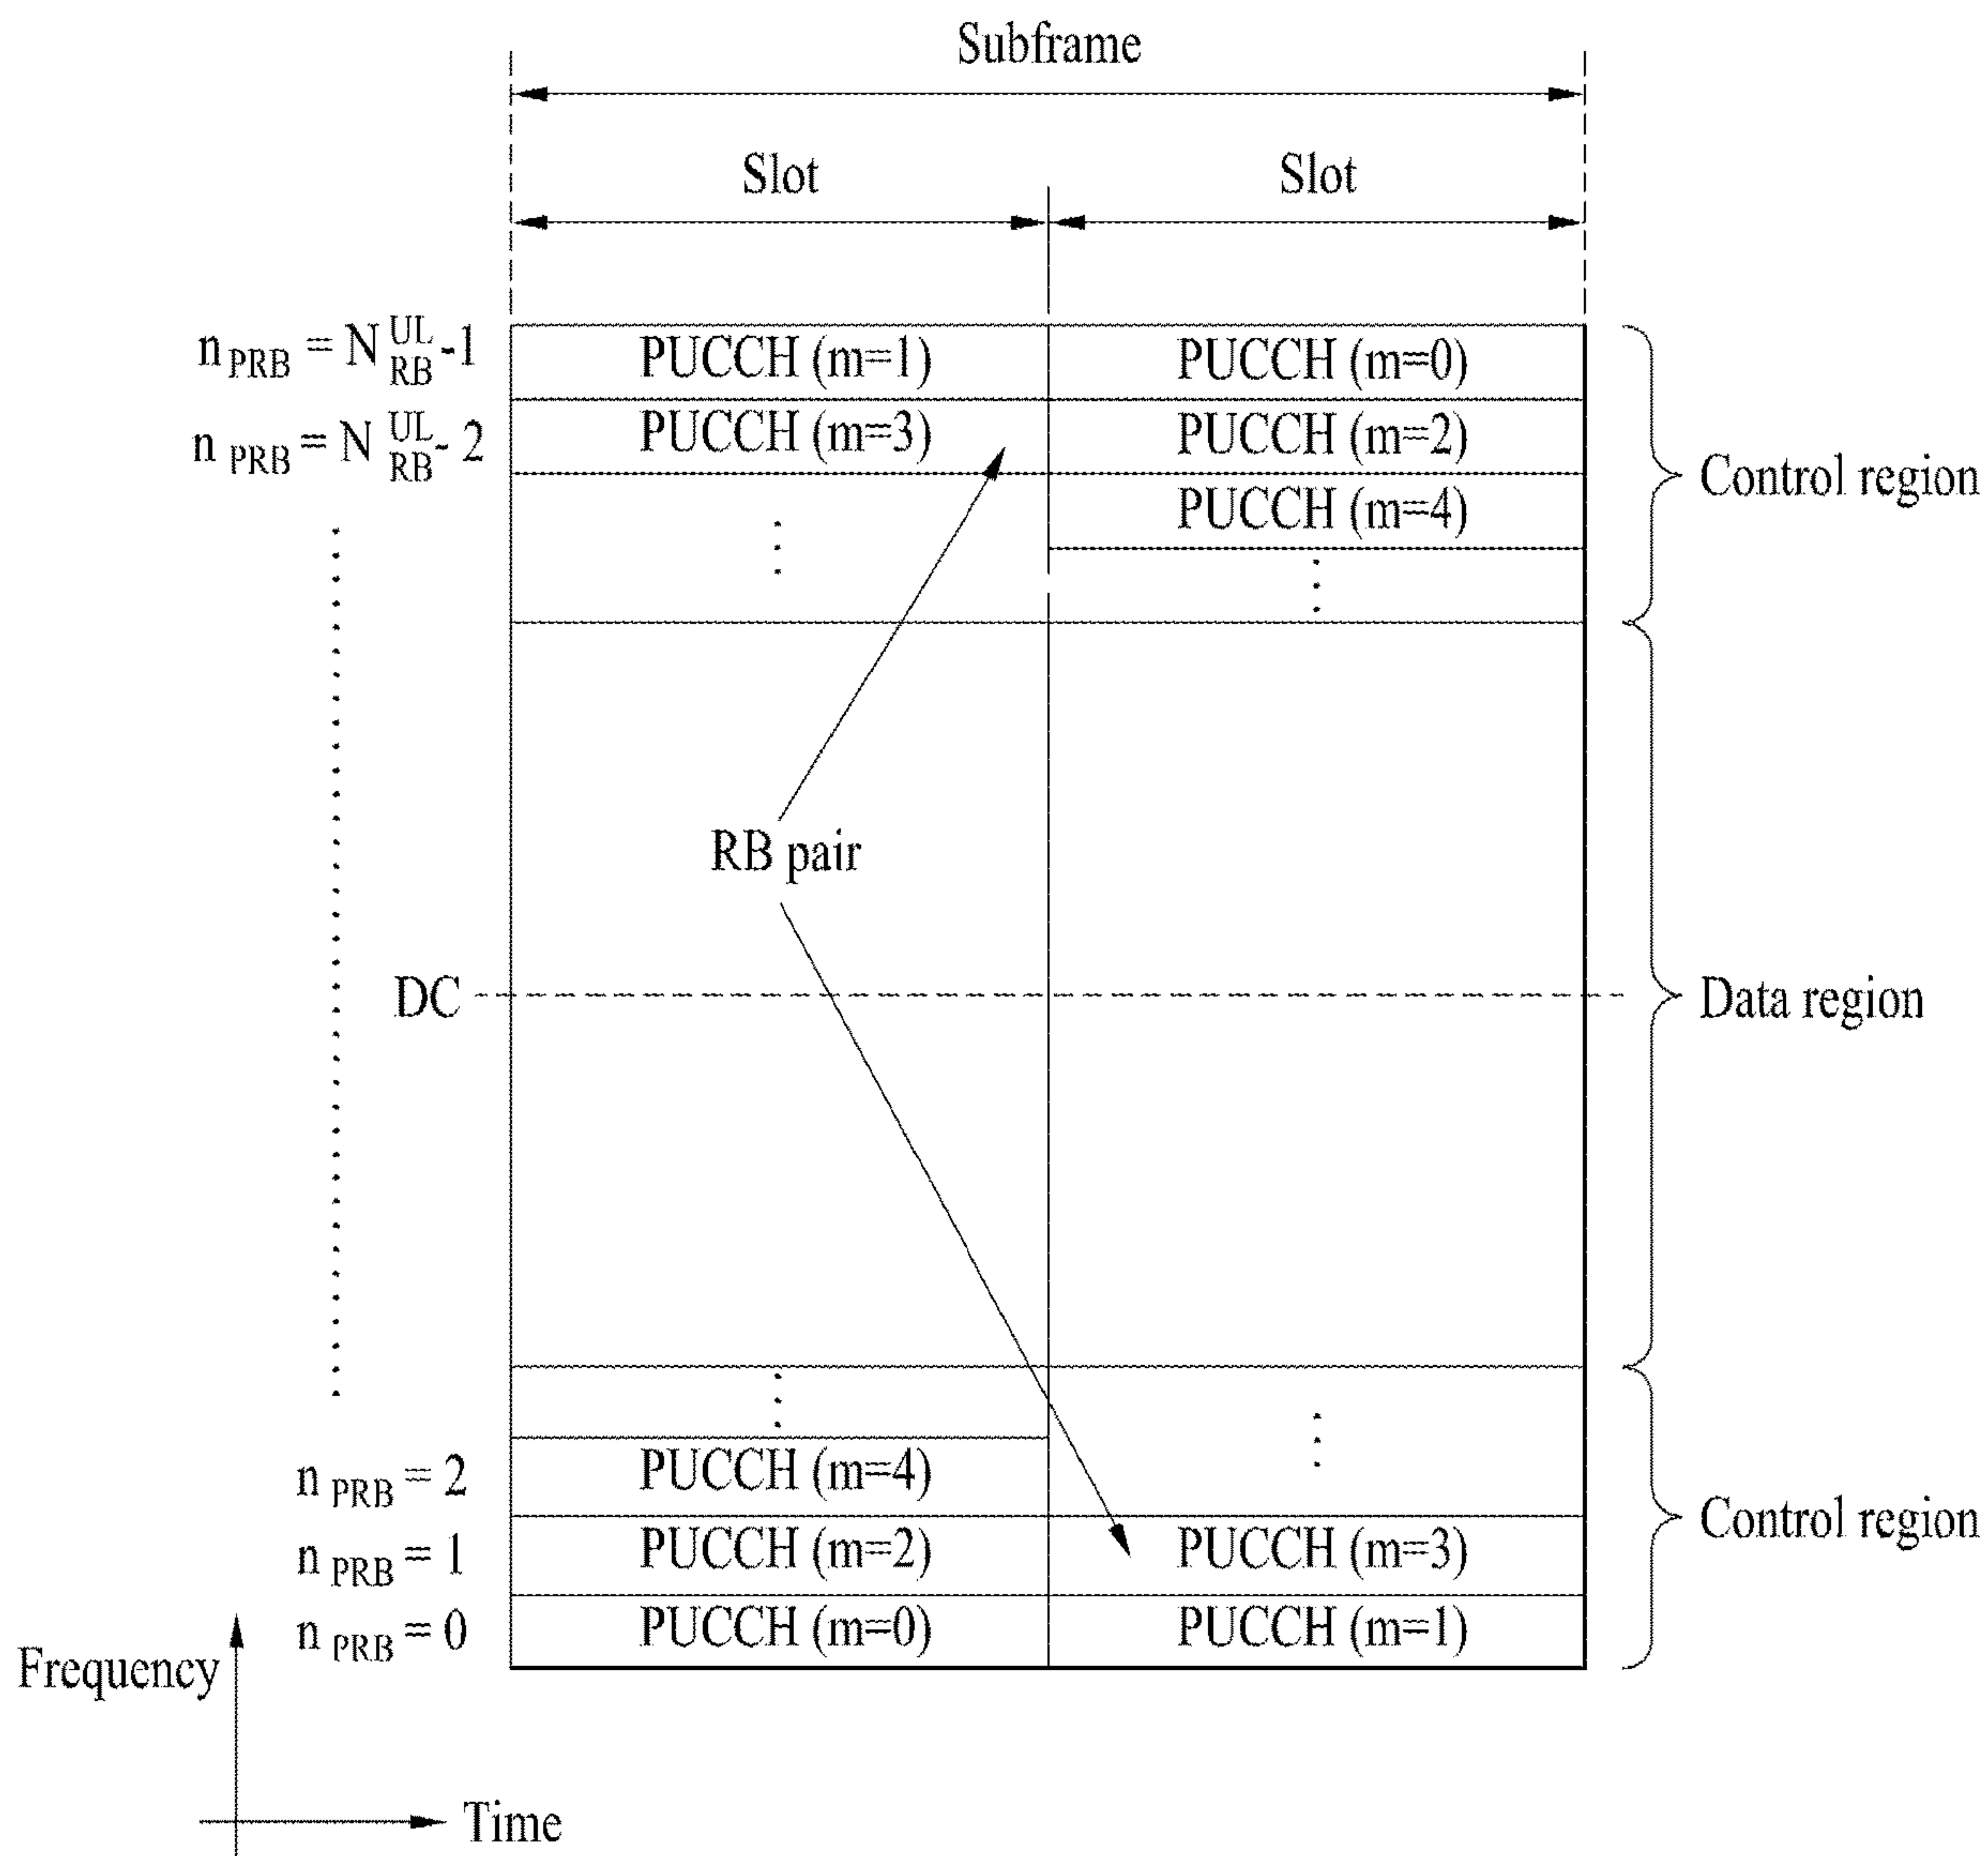 Subframe
Slot Slot
n PRB = N UL RB -1 PUCCH (m=1) PUCCH (m=0)
n PRB = N UL RB - 2 PUCCH (m=3) PUCCH (m=2)
Control region
PUCCH (m=4)
RB pair
DC
Data region
n PRB = 2 PUCCH (m=4)
Control region
n PRB = 1 PUCCH (m=2) PUCCH (m=3)
n PRB = 0 PUCCH (m=0) PUCCH (m=1)
Frequency
Time